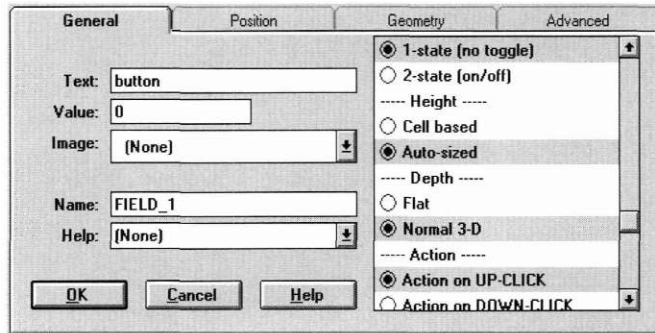 General Position Geometry Advanced
Text: button
Value: 0
Image: (None)
Name: FIELD_1
Help: (None)
OK Cancel Help
1-state (no toggle)
2-state (on/off)
----- Height -----
Cell based
Auto-sized
----- Depth -----
Flat
Normal 3-D
----- Action -----
Action on UP-CLICK
Action on DOWN-CLICK